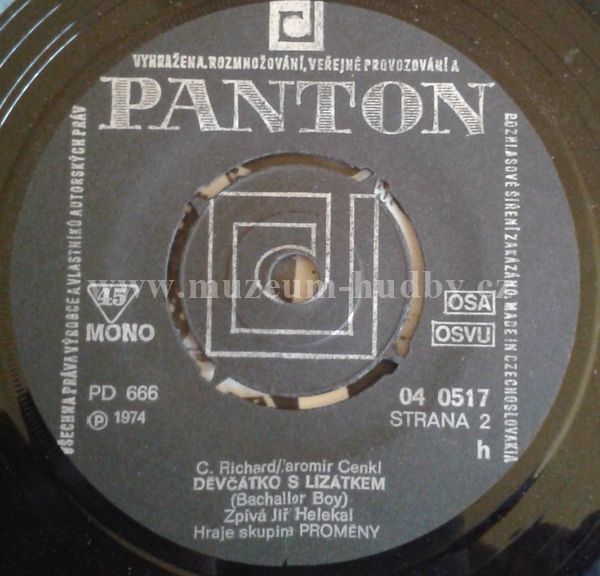 VYHRAŽENA. ROZMNOŽOVÁNÍ, VEŘEJNÉ PROVOZOVÁNÍ A
PANTON
VŠECHNA PRÁVA VÝROBCE A VLASTNÍKŮ AUTORSKÝCH PRÁV
ROZHLASOVÉ ŠÍŘENÍ ZAKÁZÁNO. MADE IN CZECHOSLOVAKIA
www.muzeum-hudby.cz
45
MONO
OSA
OSVU
PD 666
04 0517
Ⓟ 1974
STRANA 2
h
C. Richard/Jaromír Cenkl
DĚVČÁTKO S LÍZÁTKEM
(Bachallor Boy)
Zpívá Jiří Helekal
Hraje skupina PROMĚNY